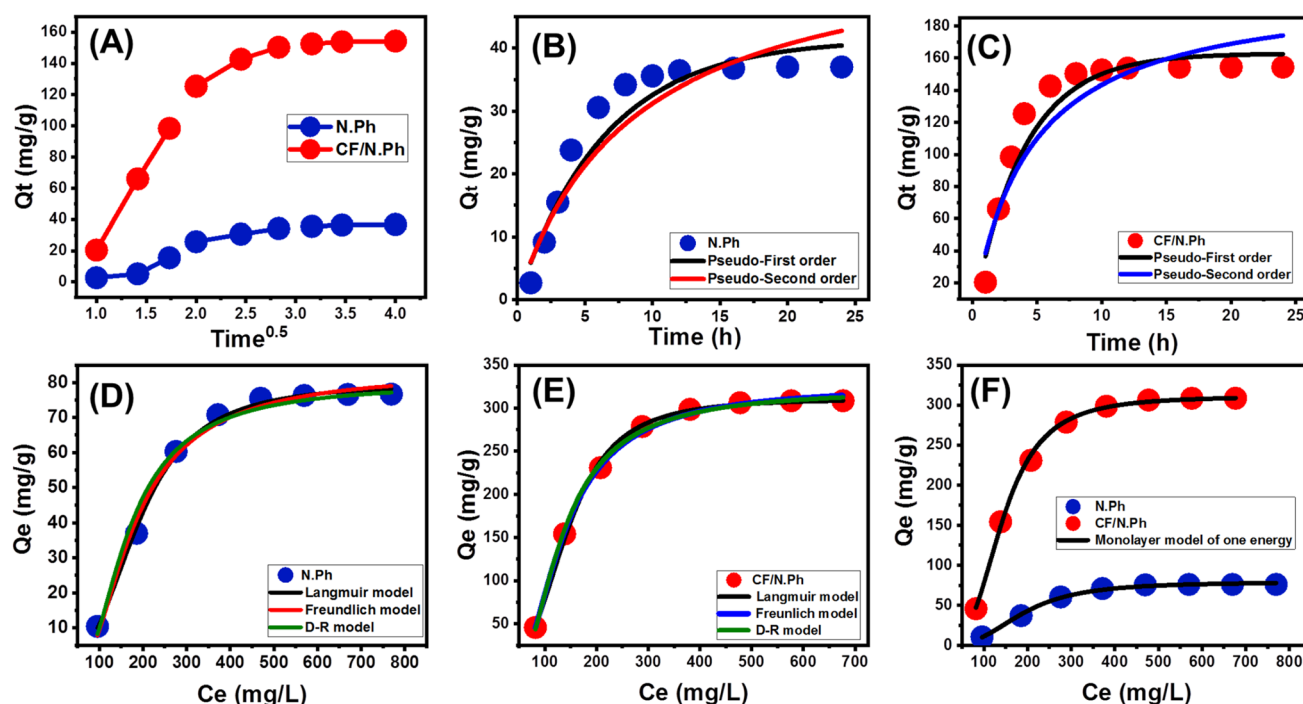 (A)
Qt (mg/g)
160
140
120
100
80
60
40
20
0
N.Ph
CF/N.Ph
1.0 1.5 2.0 2.5 3.0 3.5 4.0
Time0.5
(B)
Qt (mg/g)
40
30
20
10
0
N.Ph
Pseudo-First order
Pseudo-Second order
0 5 10 15 20 25
Time (h)
(C)
Qt (mg/g)
180
160
140
120
100
80
60
40
20
CF/N.Ph
Pseudo-First order
Pseudo-Second order
0 5 10 15 20 25
Time (h)
(D)
Qe (mg/g)
80
70
60
50
40
30
20
10
N.Ph
Langmuir model
Freundlich model
D-R model
100 200 300 400 500 600 700 800
Ce (mg/L)
(E)
Qe (mg/g)
350
300
250
200
150
100
50
CF/N.Ph
Langmuir model
Freunlich model
D-R model
100 200 300 400 500 600 700
Ce (mg/L)
(F)
Qe (mg/g)
350
300
250
200
150
100
50
0
N.Ph
CF/N.Ph
Monolayer model of one energy
100 200 300 400 500 600 700 800
Ce (mg/L)